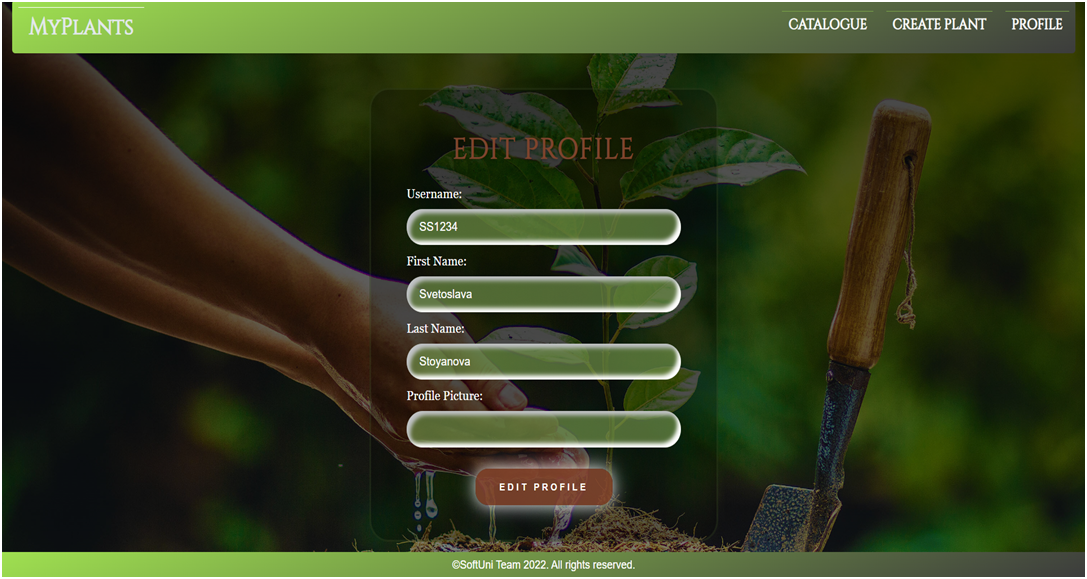 MyPlants
CATALOGUE CREATE PLANT PROFILE
EDIT PROFILE
Username:
SS1234
First Name:
Svetoslava
Last Name:
Stoyanova
Profile Picture:
EDIT PROFILE
©SoftUni Team 2022. All rights reserved.